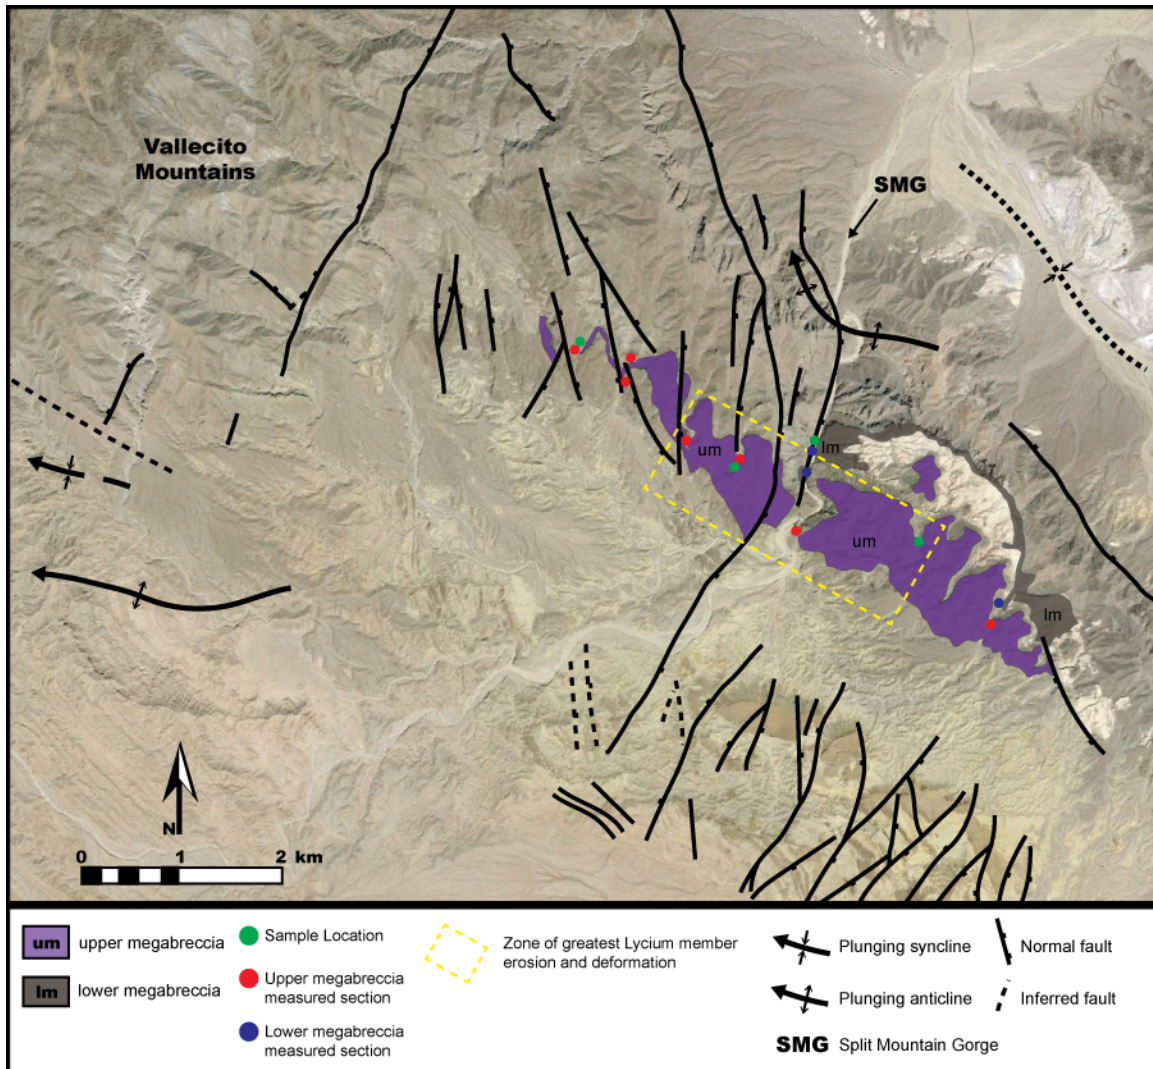 Vallecito
Mountains
SMG
um
lm
um
lm
N
0 1 2 km
um upper megabreccia
lm lower megabreccia
Sample Location
Upper megabreccia
measured section
Lower megabreccia
measured section
Zone of greatest Lycium member
erosion and deformation
Plunging syncline
Plunging anticline
SMG Split Mountain Gorge
Normal fault
Inferred fault